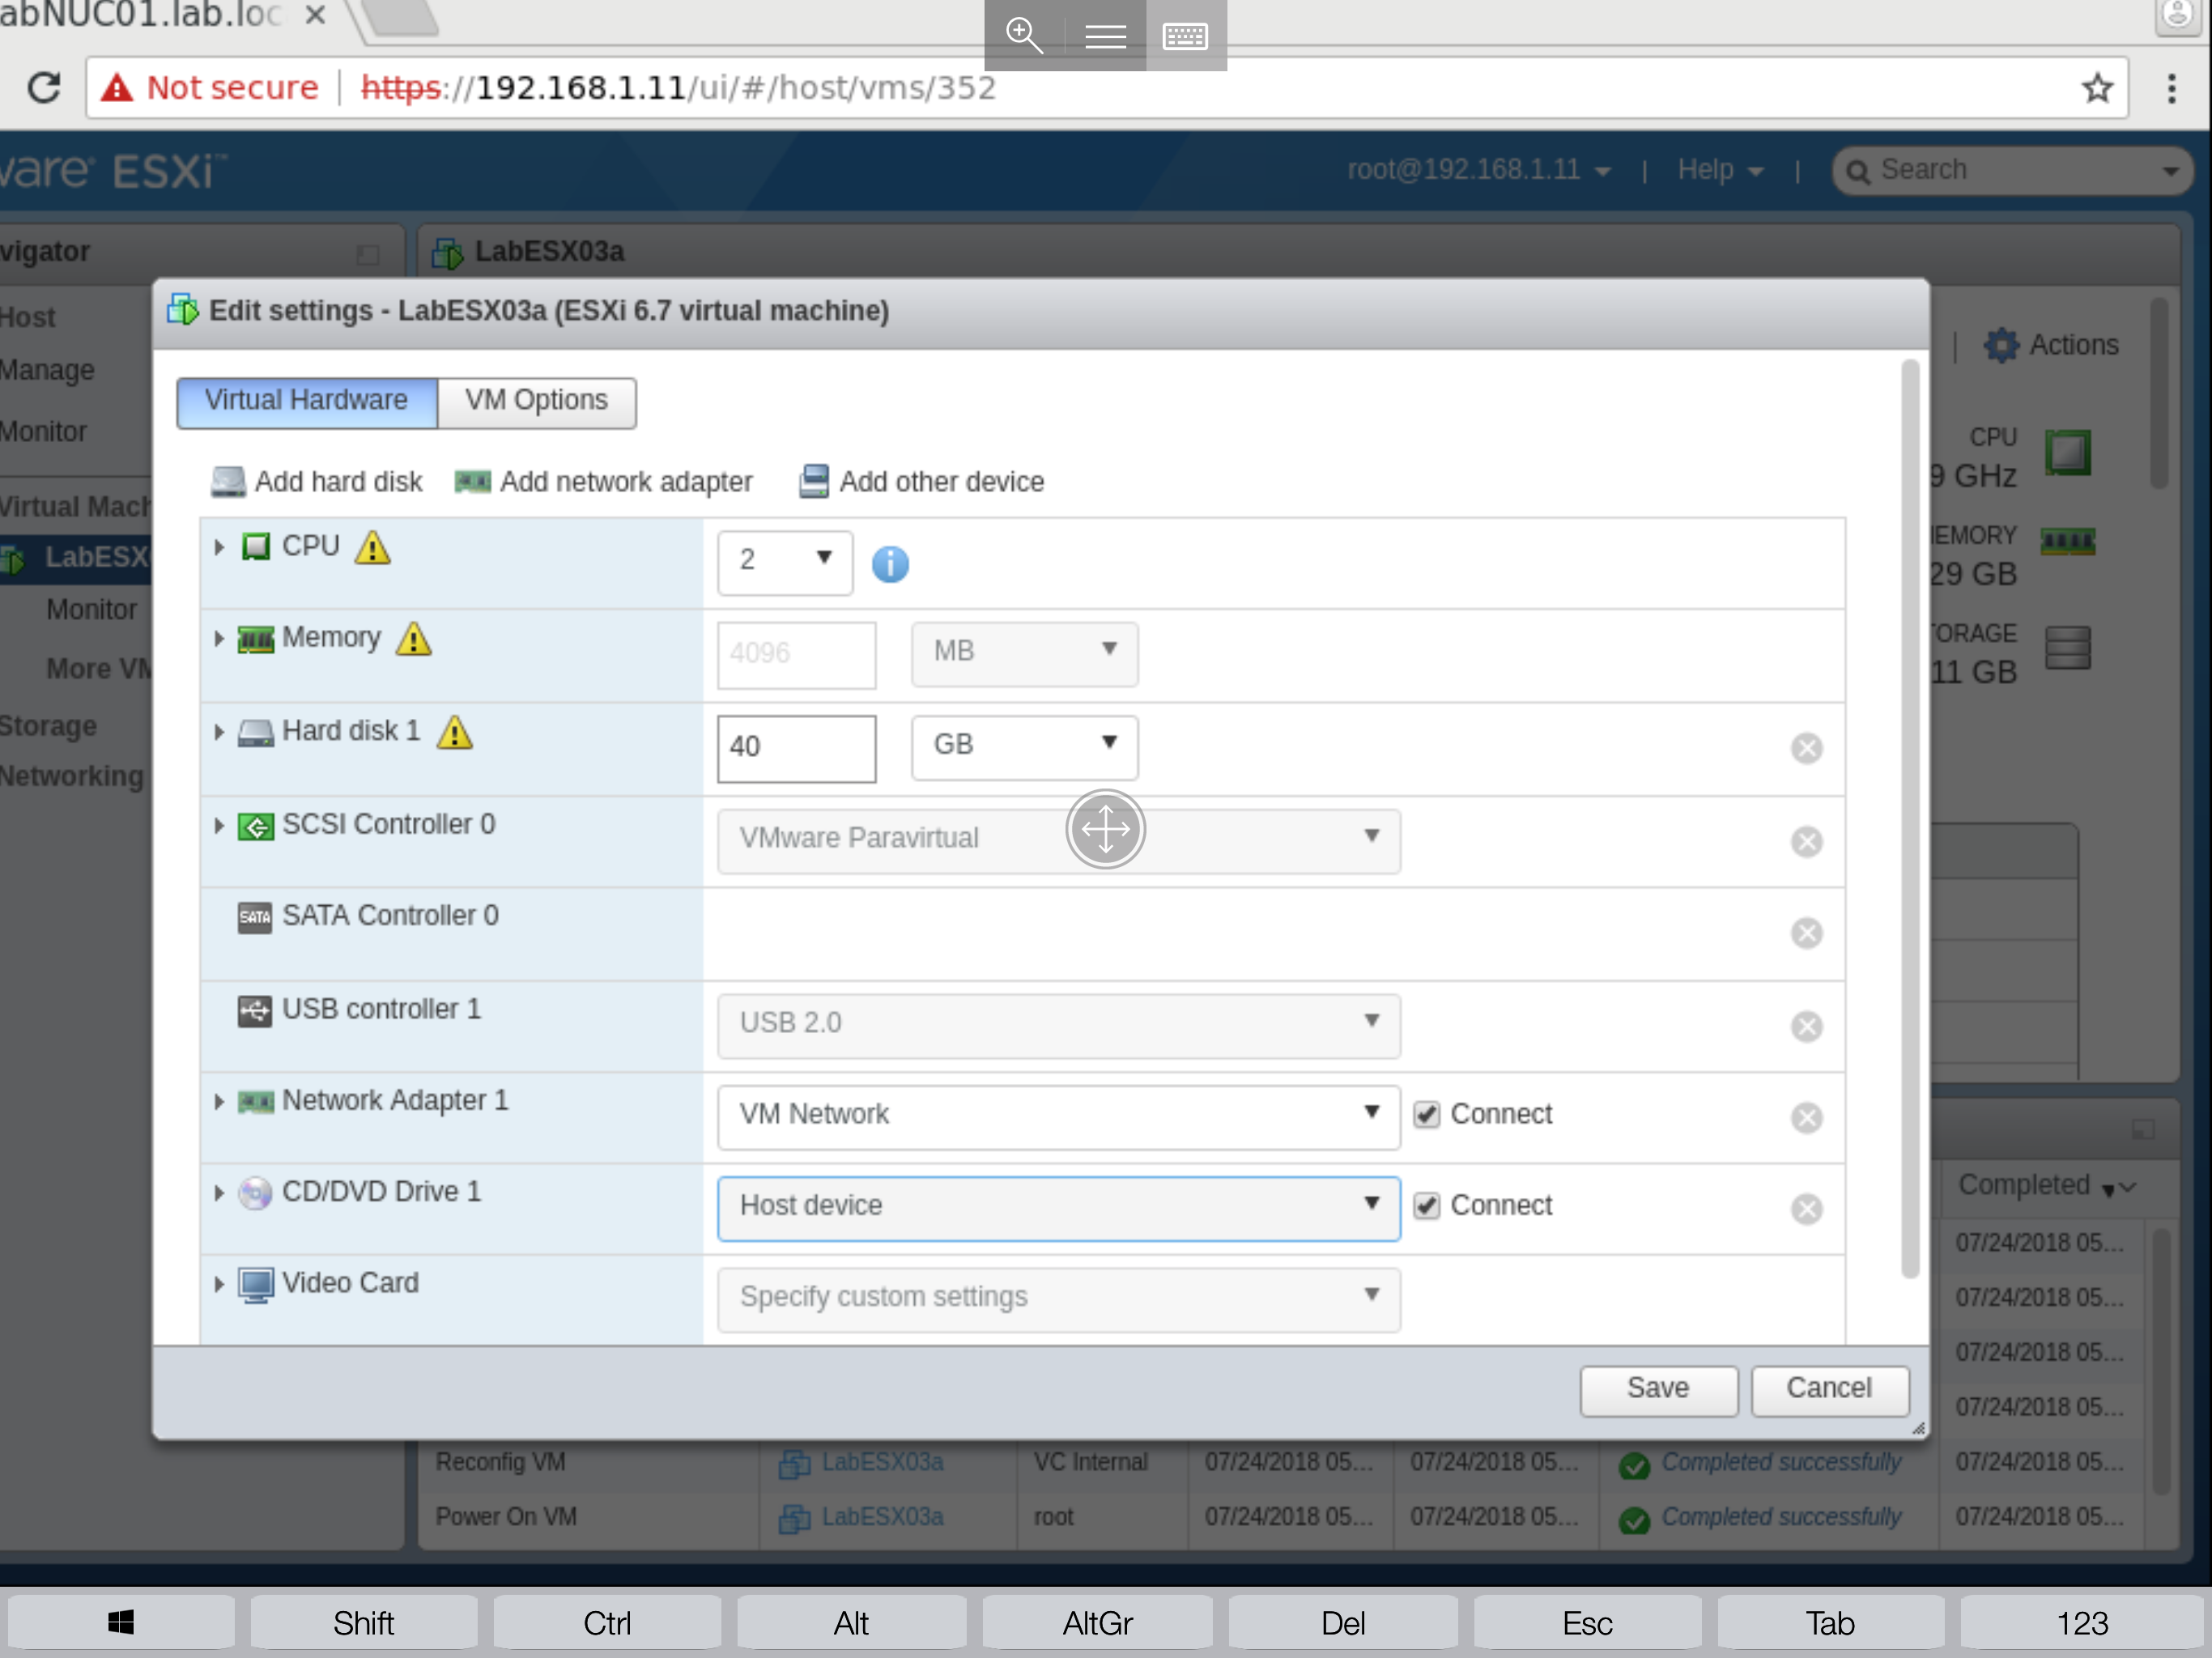 abNUC01.lab.loc
Not secure https://192.168.1.11/ui/#/host/vms/352
ware® ESXi™ root@192.168.1.11 | Help | Search
vigator LabESX03a
Edit settings - LabESX03a (ESXi 6.7 virtual machine)
Host
Manage Actions
Monitor
Virtual Hardware VM Options
CPU
9 GHz
Add hard disk Add network adapter Add other device
Virtual Mach
CPU 2
EMORY
LabESX
29 GB
Monitor
Memory 4096 MB
TORAGE
More VM
11 GB
Storage
Hard disk 1 40 GB
Networking
SCSI Controller 0 VMware Paravirtual
SATA
SATA Controller 0
USB controller 1 USB 2.0
Network Adapter 1 VM Network Connect
CD/DVD Drive 1 Host device Connect
Completed
07/24/2018 05...
Video Card Specify custom settings
07/24/2018 05...
07/24/2018 05...
Save Cancel
07/24/2018 05...
Reconfig VM LabESX03a VC Internal 07/24/2018 05... 07/24/2018 05... Completed successfully 07/24/2018 05...
Power On VM LabESX03a root 07/24/2018 05... 07/24/2018 05... Completed successfully 07/24/2018 05...
Shift Ctrl Alt AltGr Del Esc Tab 123